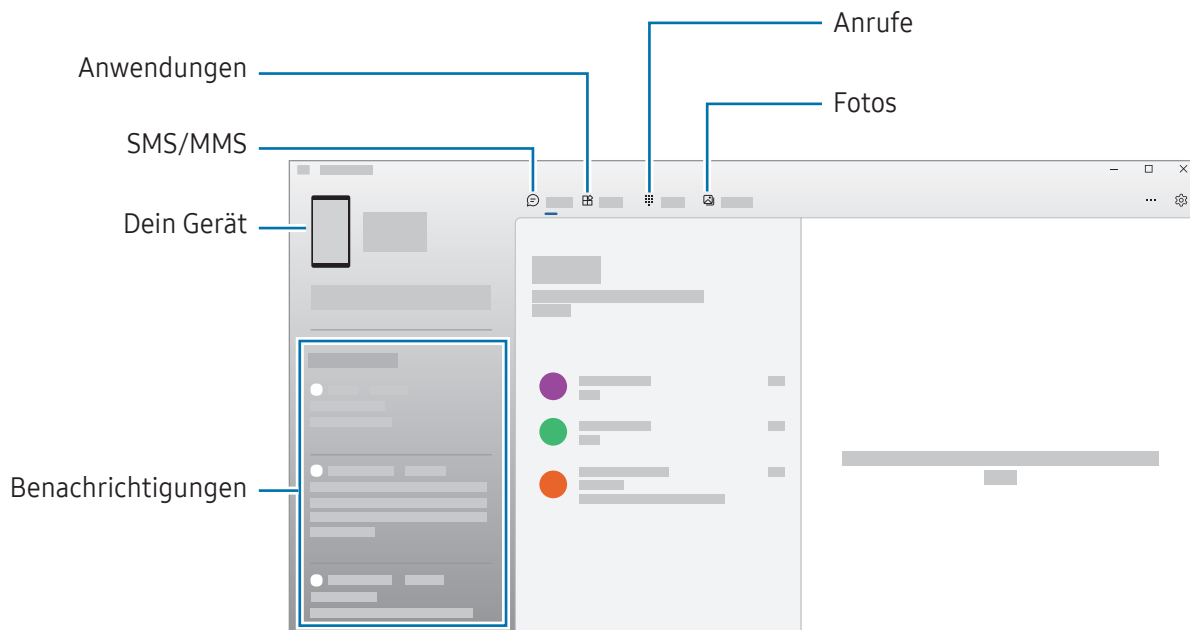 Anrufe
Anwendungen
Fotos
SMS/MMS
Dein Gerät
Benachrichtigungen